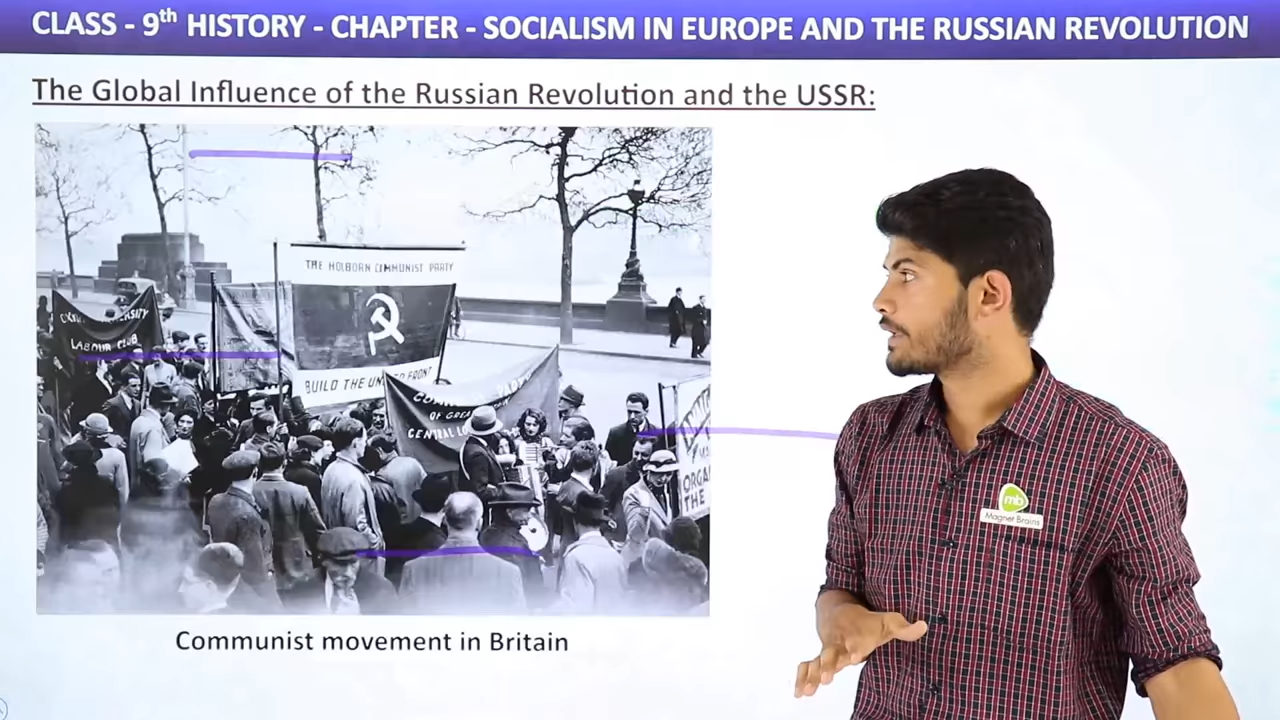 CLASS - 9th HISTORY - CHAPTER - SOCIALISM IN EUROPE AND THE RUSSIAN REVOLUTION
The Global Influence of the Russian Revolution and the USSR:
THE HOLBORN COMMUNIST PARTY
LABOUR CLUB
BUILD THE UNITED FRONT
OF GREAT
CENTRAL
ORGA
THE
mb
Magnet Brains
Communist movement in Britain